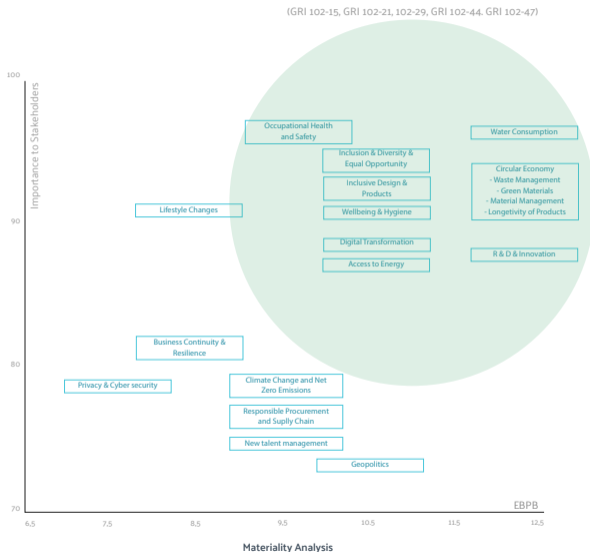 (GRI 102-15, GRI 102-21, 102-29, GRI 102-44. GRI 102-47)
100
Importance to Stakeholders
Occupational Health
and Safety
Water Consumption
Inclusion & Diversity &
Equal Opportunity
Circular Economy
- Waste Management
- Green Materials
- Material Management
- Longetivity of Products
Inclusive Design &
Products
Lifestyle Changes
Wellbeing & Hygiene
90
Digital Transformation
R & D & Innovation
Access to Energy
Business Continuity &
Resilience
80
Privacy & Cyber security
Climate Change and Net
Zero Emissions
Responsible Procurement
and Suplly Chain
New talent management
Geopolitics
EBPB
70
6,5
7,5
8,5
9,5
10,5
11,5
12,5
Materiality Analysis